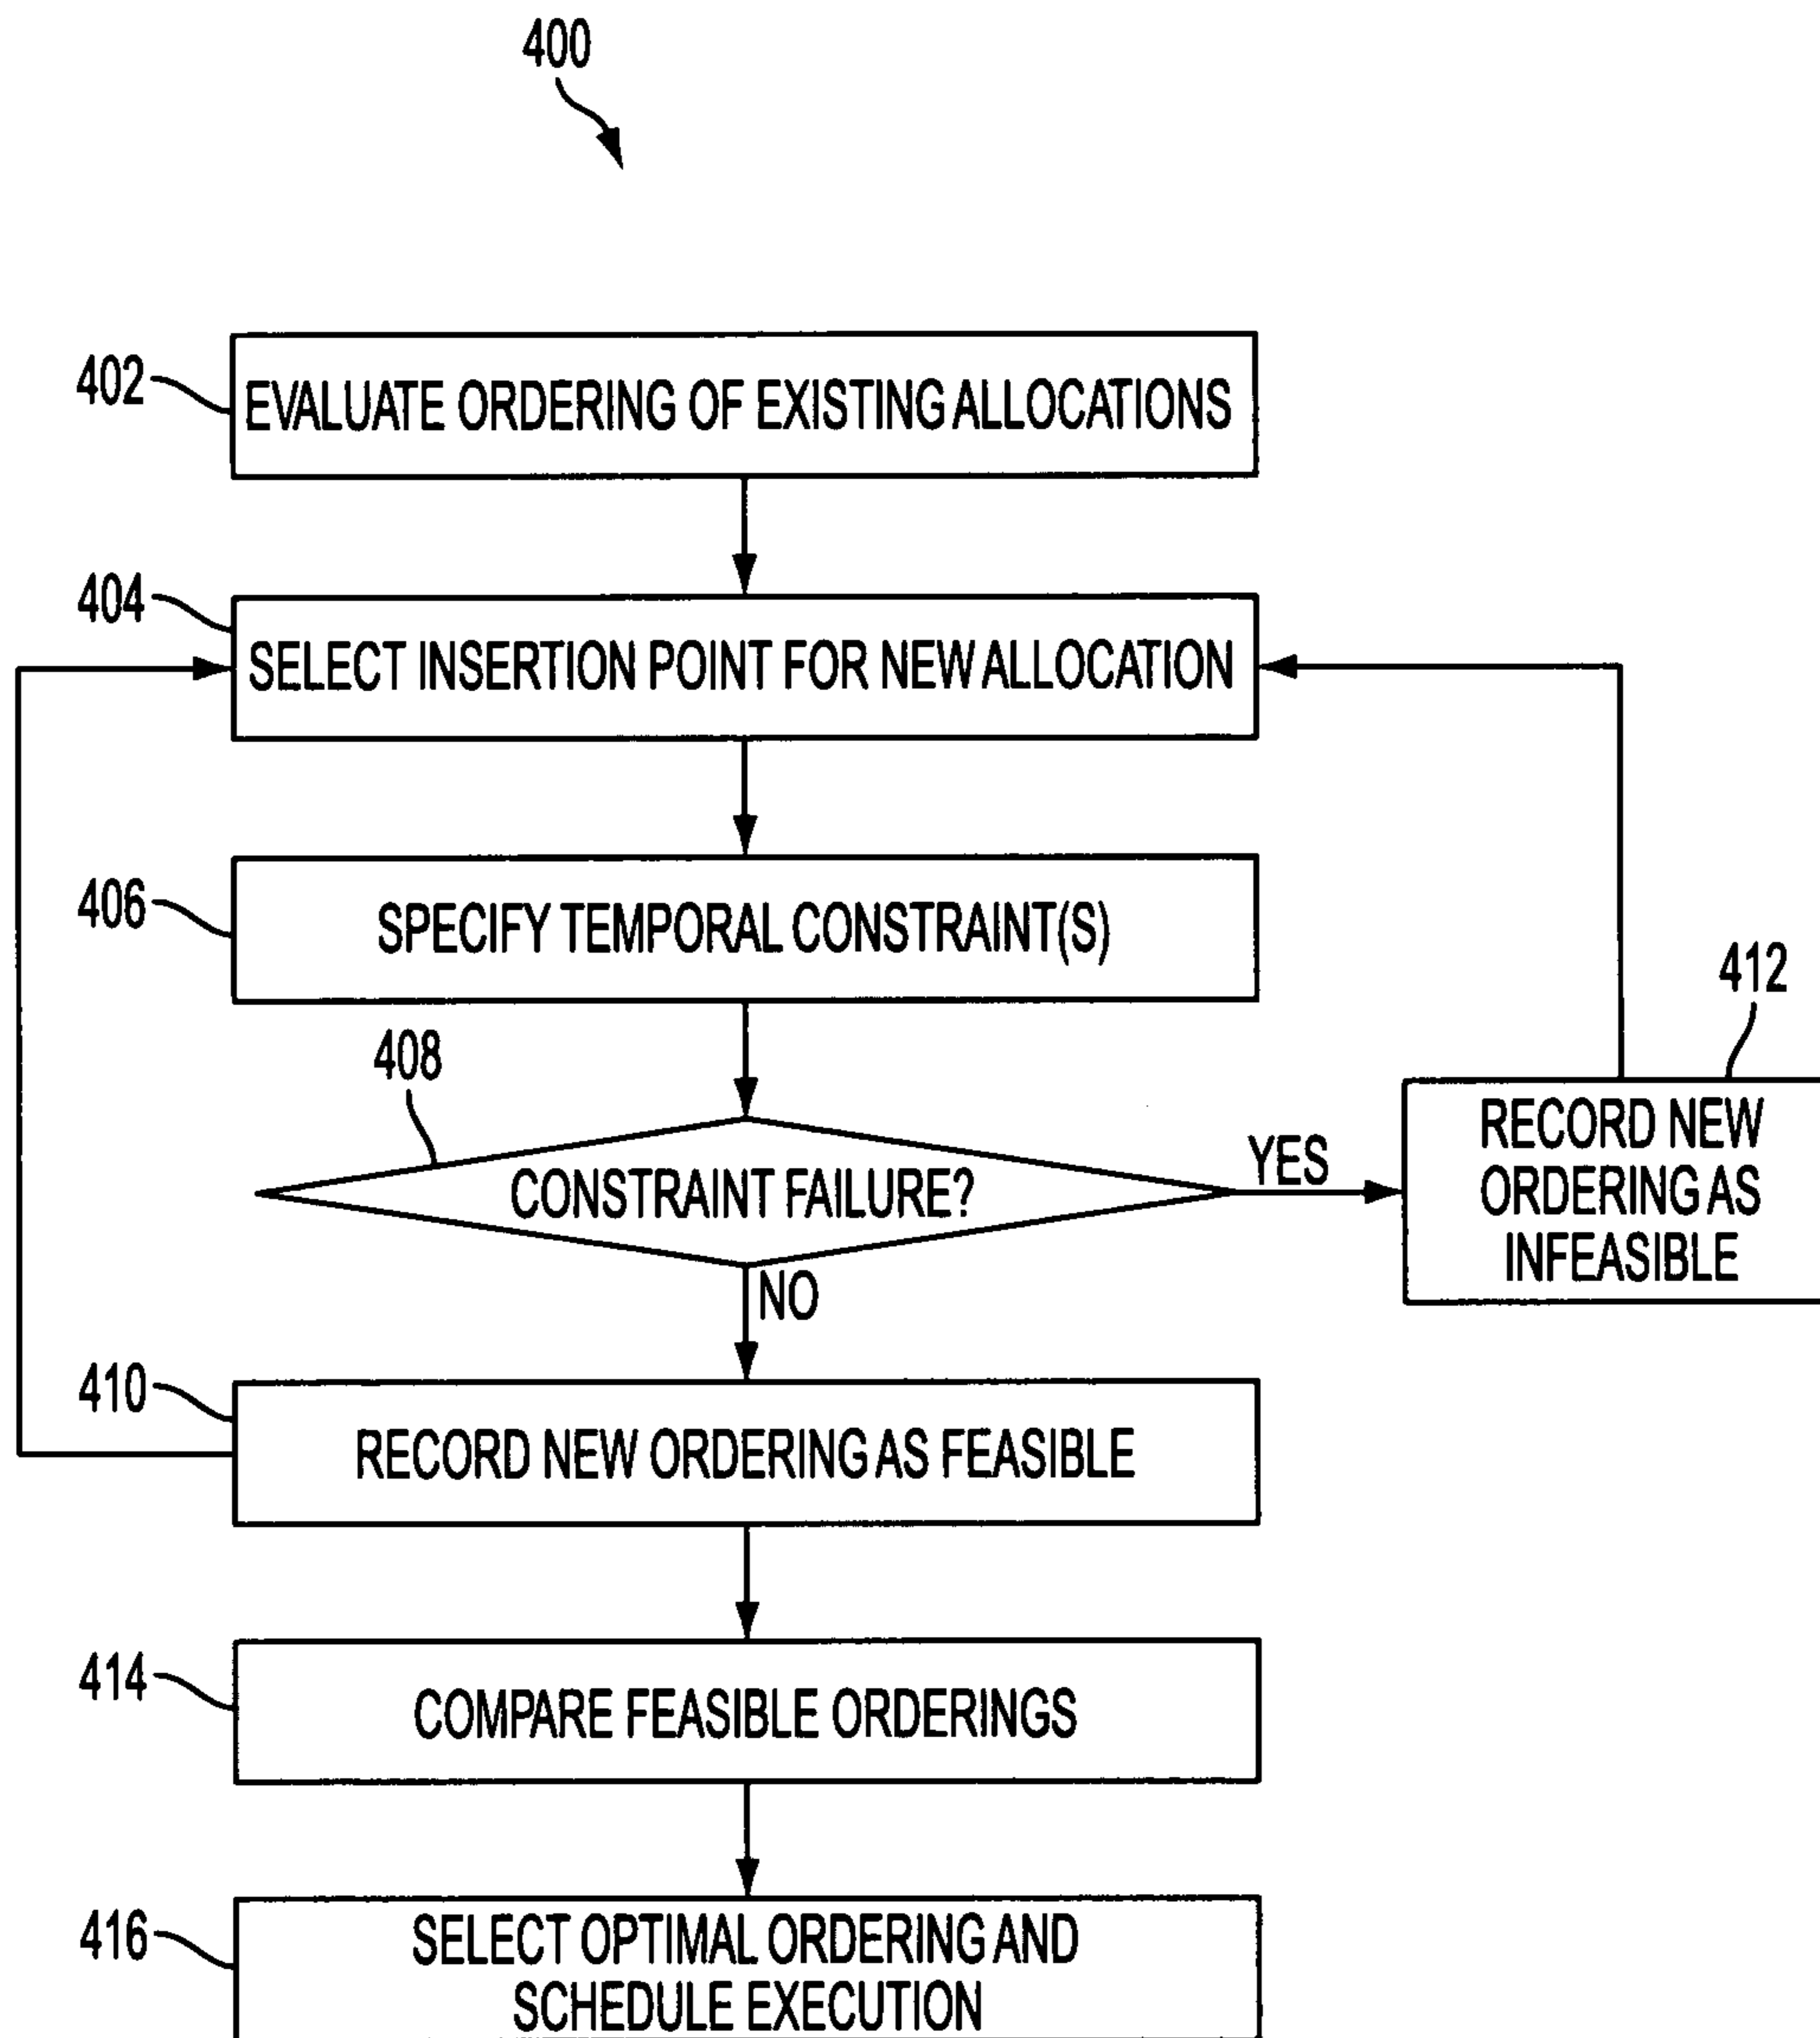 400
402
EVALUATE ORDERING OF EXISTING ALLOCATIONS
404
SELECT INSERTION POINT FOR NEW ALLOCATION
406
SPECIFY TEMPORAL CONSTRAINT(S)
412
408
CONSTRAINT FAILURE?
YES
RECORD NEW
ORDERING AS
INFEASIBLE
NO
410
RECORD NEW ORDERING AS FEASIBLE
414
COMPARE FEASIBLE ORDERINGS
416
SELECT OPTIMAL ORDERING AND
SCHEDULE EXECUTION